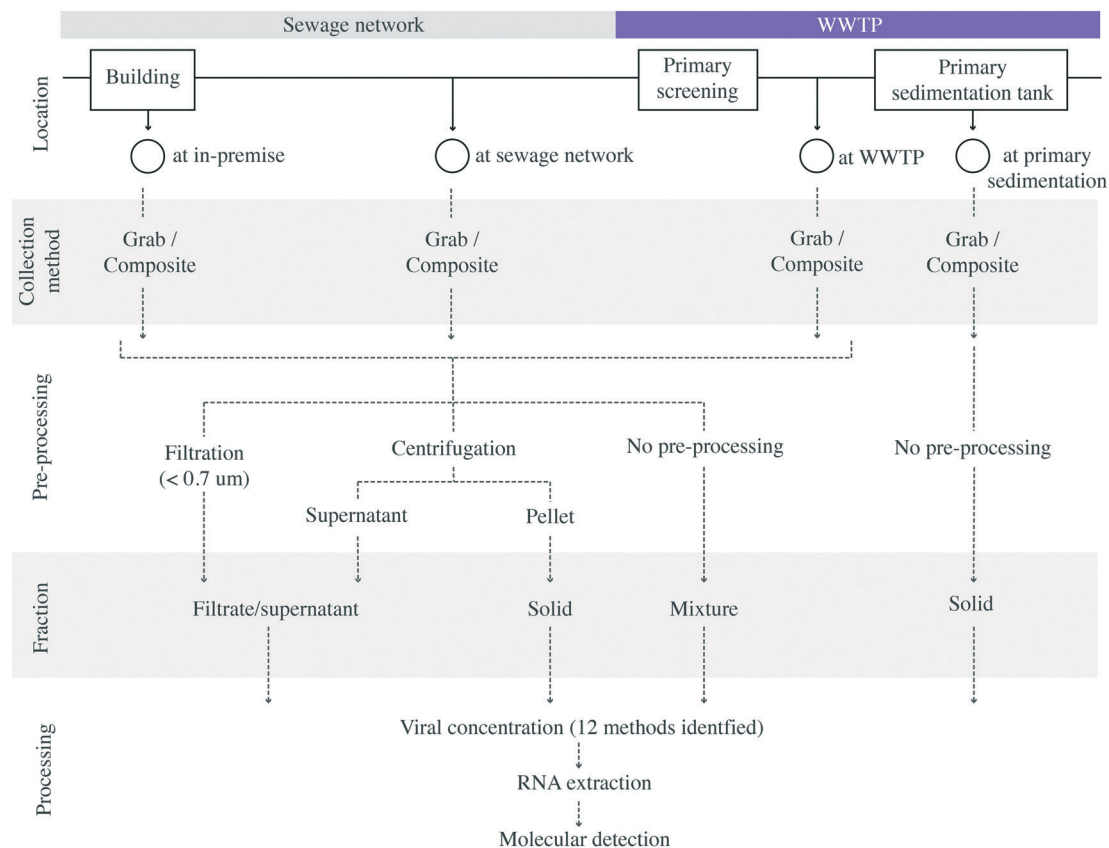 Sewage network
WWTP
Location
Building
Primary
screening
Primary
sedimentation tank
at in-premise
at sewage network
at WWTP
at primary
sedimentation
Collection
method
Grab /
Composite
Grab /
Composite
Grab /
Composite
Grab /
Composite
Pre-processing
Filtration
(< 0.7 um)
Centrifugation
No pre-processing
No pre-processing
Supernatant
Pellet
Fraction
Filtrate/supernatant
Solid
Mixture
Solid
Processing
Viral concentration (12 methods identfied)
RNA extraction
Molecular detection